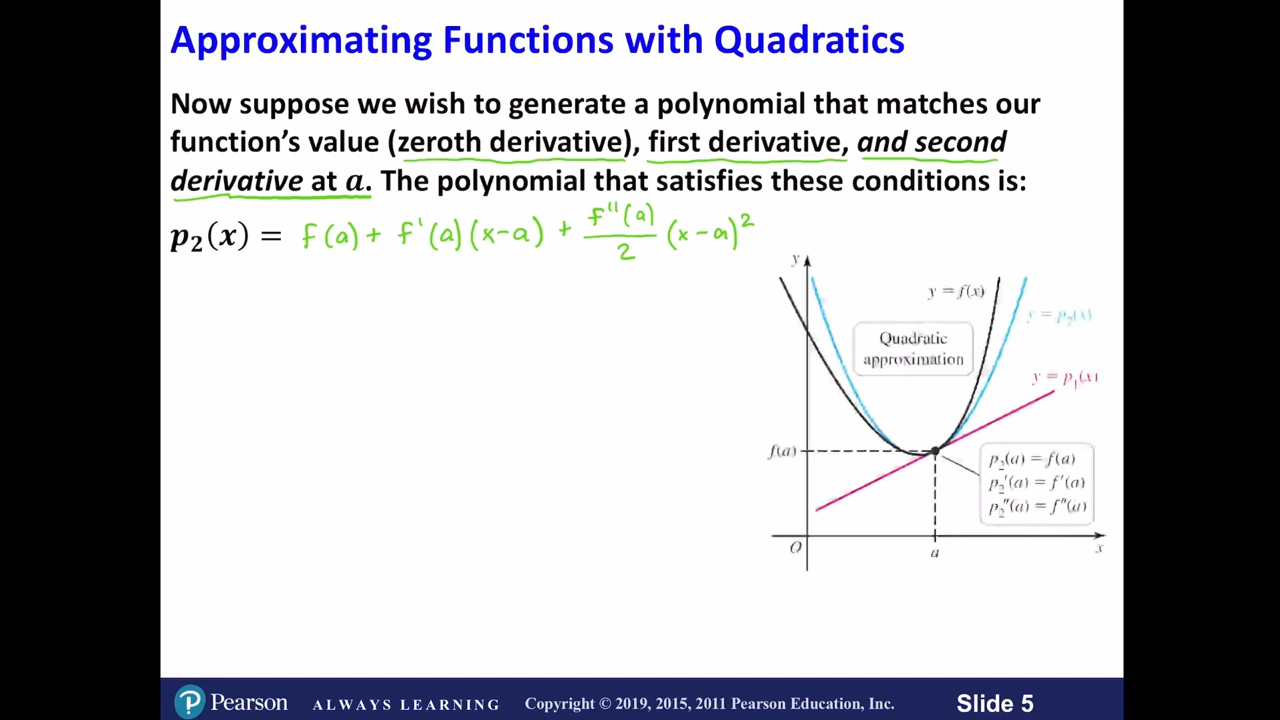 Approximating Functions with Quadratics
Now suppose we wish to generate a polynomial that matches our
function's value (zeroth derivative), first derivative, and second
derivative at a. The polynomial that satisfies these conditions is:
p₂(x) = f(a) + f'(a)(x-a) + f''(a)/2 (x-a)²
y
y = f(x)
y = p₂(x)
Quadratic
approximation
y = p₁(x)
f(a)
p₂(a) = f(a)
p₂'(a) = f'(a)
p₂''(a) = f''(a)
O
a
x
Pearson
ALWAYS LEARNING
Copyright © 2019, 2015, 2011 Pearson Education, Inc.
Slide 5